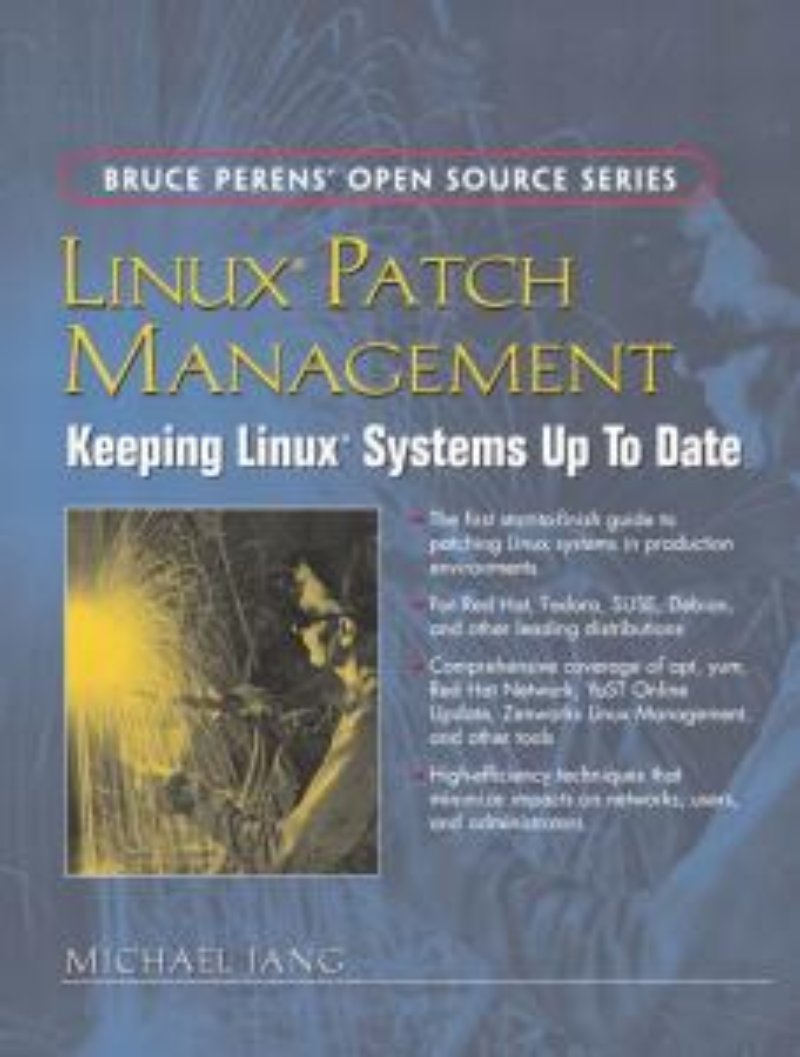 BRUCE PERENS' OPEN SOURCE SERIES
LINUX® PATCH
MANAGEMENT
Keeping Linux® Systems Up To Date
The first start-to-finish guide to
patching Linux systems in production
environments
For Red Hat, Fedora, SUSE, Debian,
and other leading distributions
Comprehensive coverage of apt, yum,
Red Hat Network, YaST Online
Update, Zenworks Linux Management
and other tools
High-efficiency techniques that
minimize impacts on networks, users,
and administrators
MICHAEL JANG